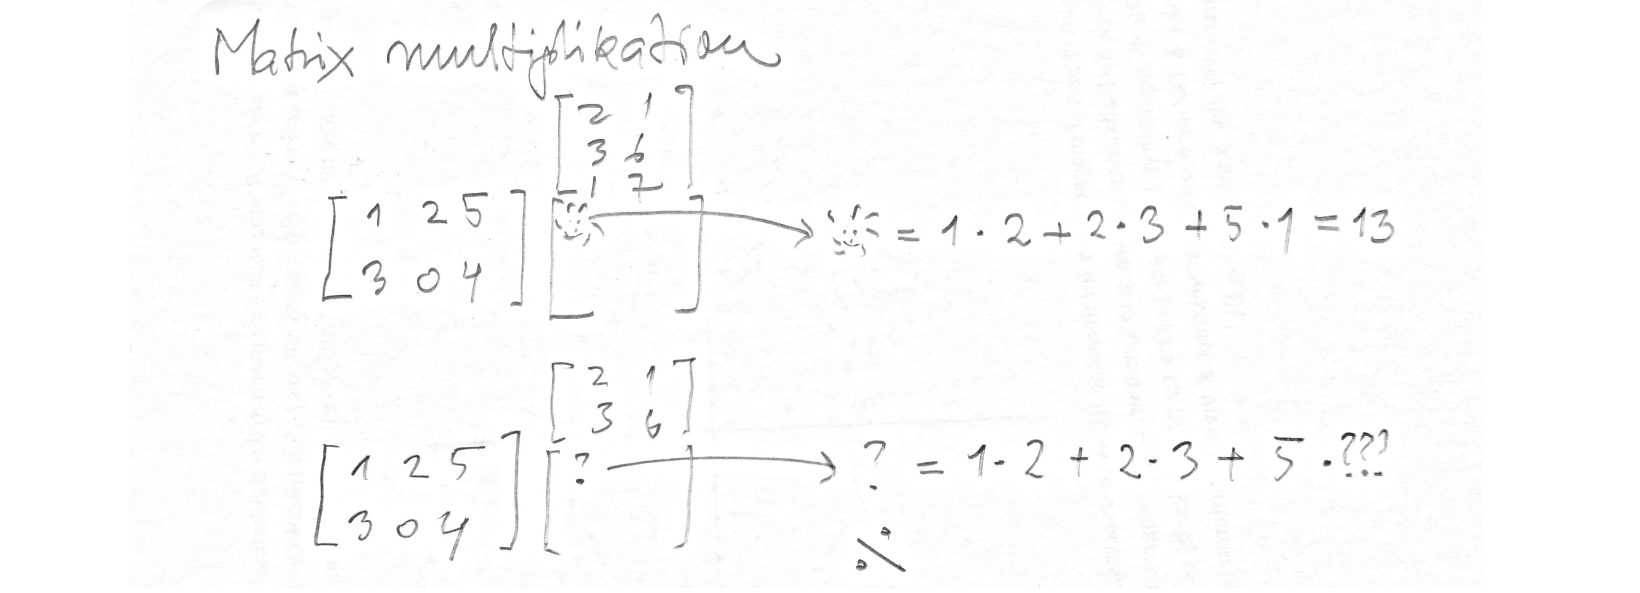 Matrix multiplikation
2 1
3 6
1 7
1 2 5 = 1 · 2 + 2 · 3 + 5 · 1 = 13
3 0 4
2 1
3 6
1 2 5 ? ? = 1 · 2 + 2 · 3 + 5 · ???
3 0 4 ⁒